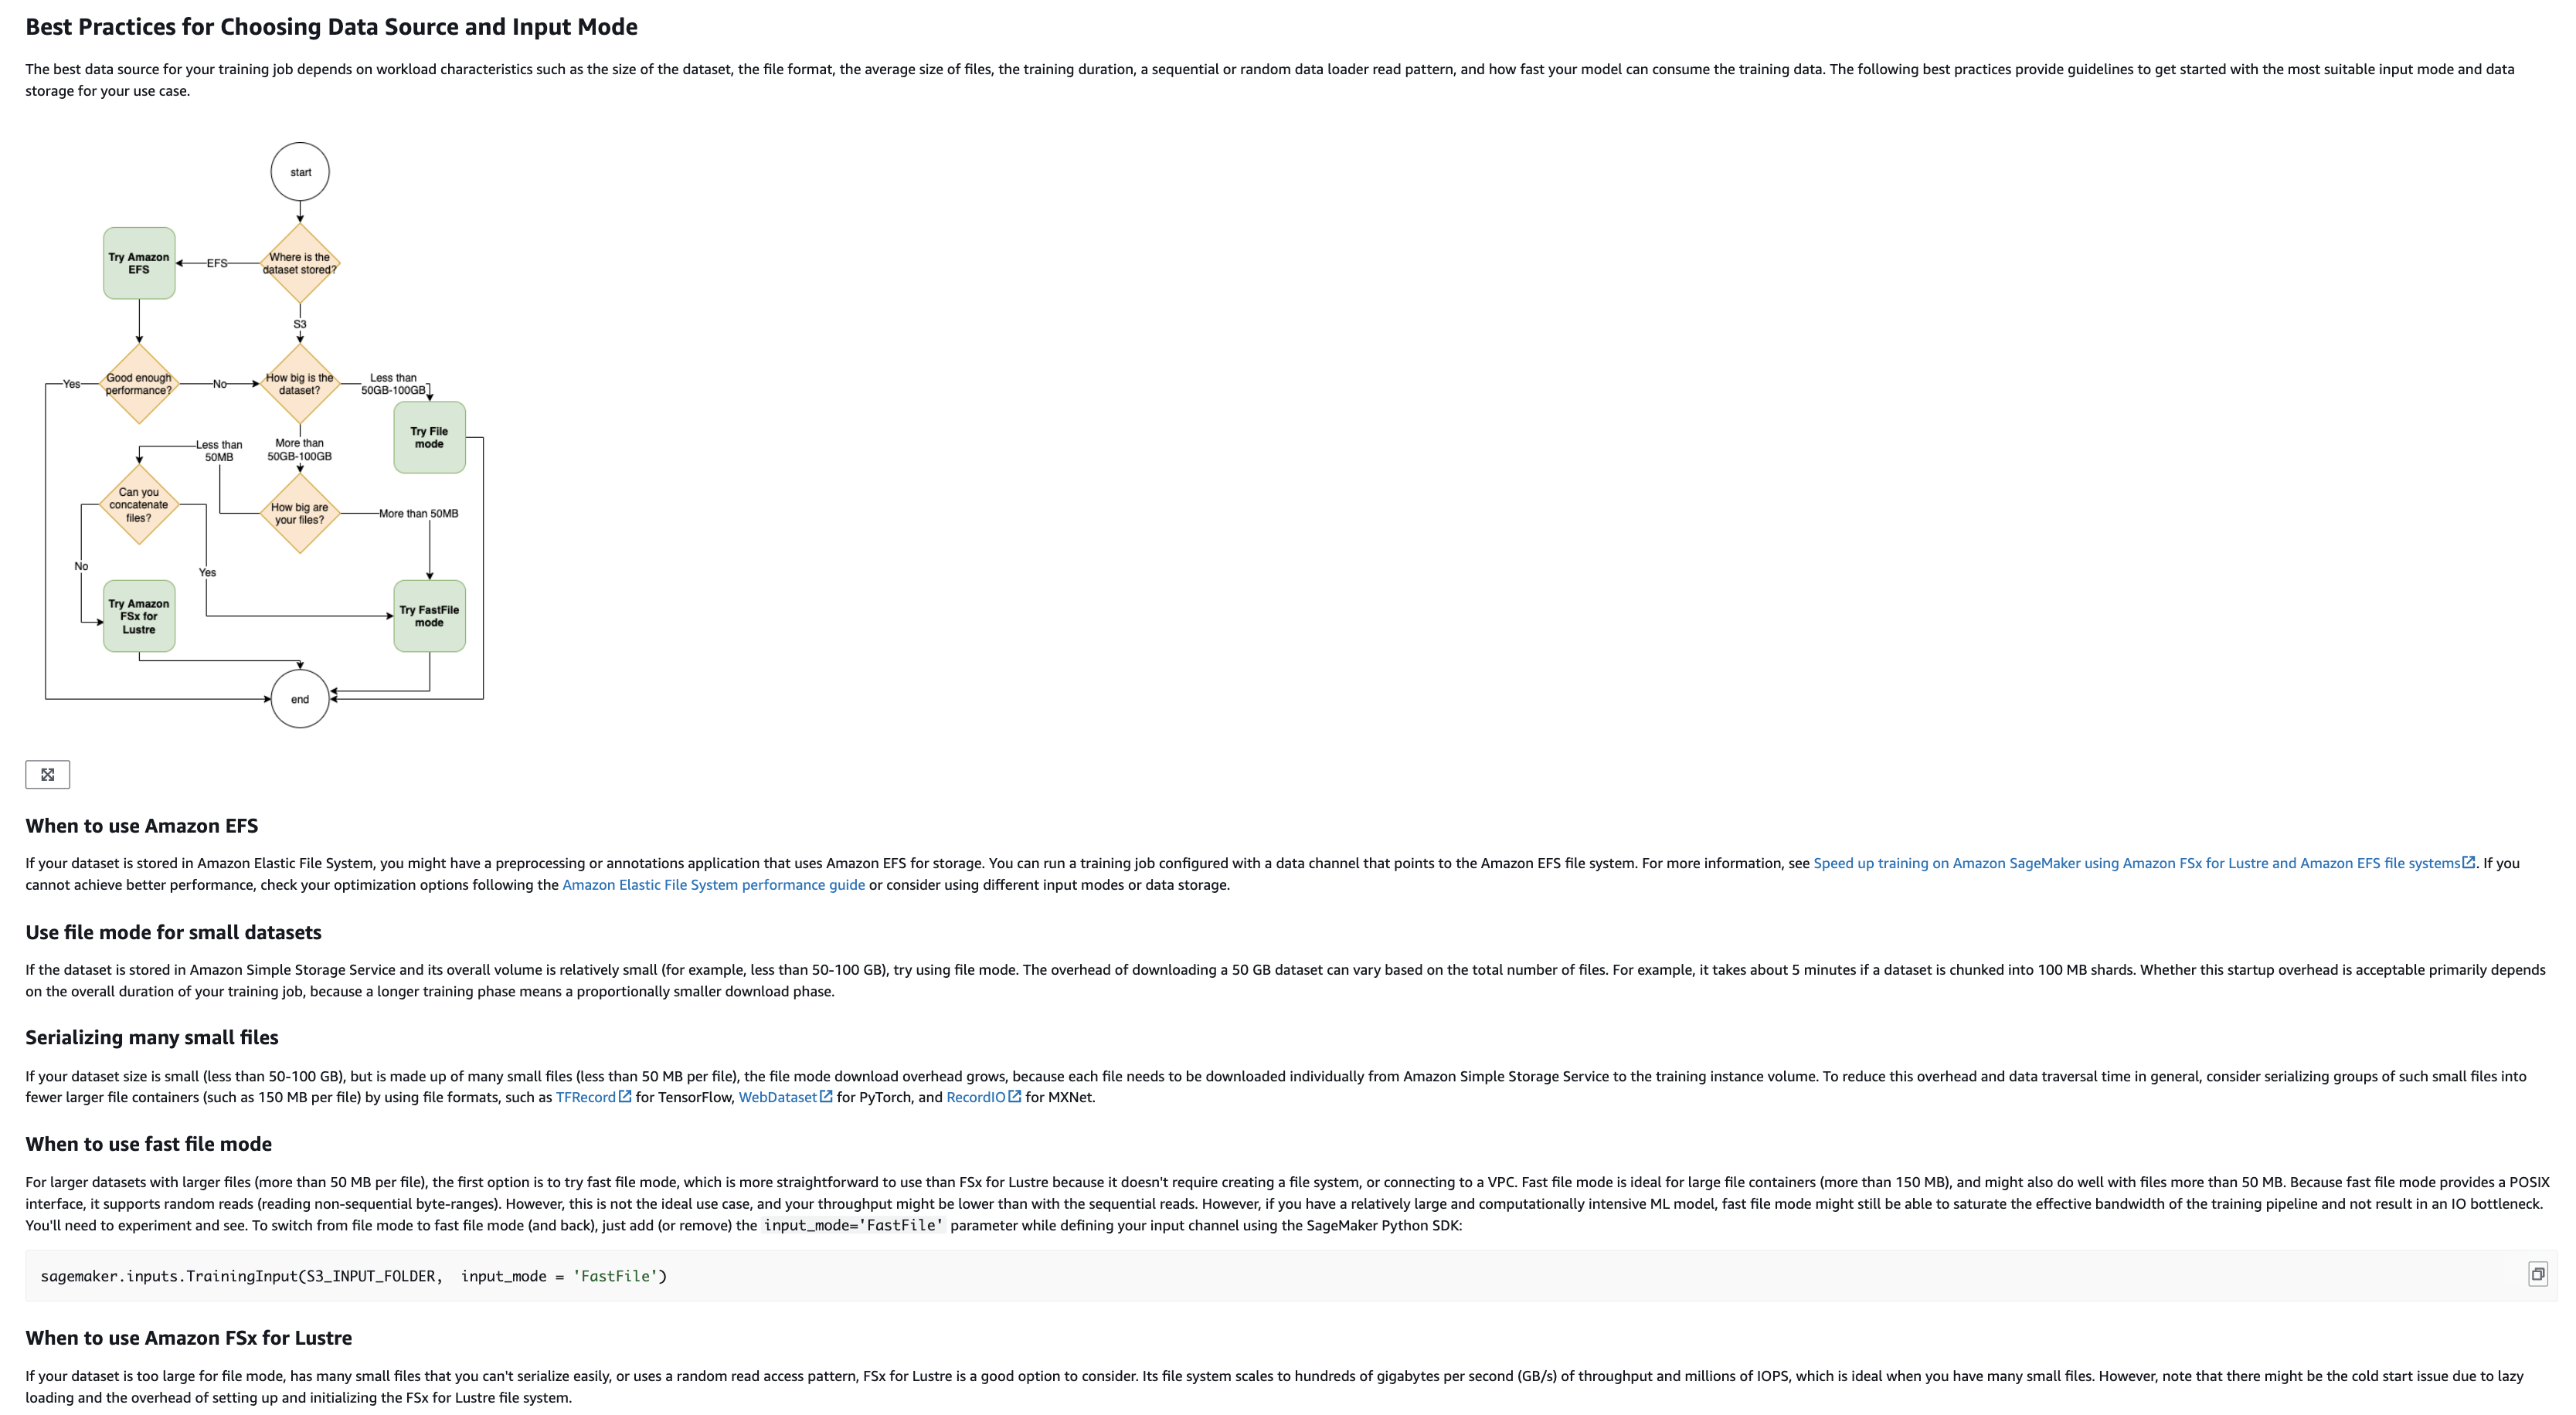 Best Practices for Choosing Data Source and Input Mode
The best data source for your training job depends on workload characteristics such as the size of the dataset, the file format, the average size of files, the training duration, a sequential or random data loader read pattern, and how fast your model can consume the training data. The following best practices provide guidelines to get started with the most suitable input mode and data
storage for your use case.
start
Where is the
dataset stored?
EFS
Try Amazon
EFS
S3
Good enough
performance?
Yes
No
How big is the
dataset?
Less than
50GB-100GB
Try File
mode
More than
50GB-100GB
Less than
50MB
How big are
your files?
More than 50MB
Can you
concatenate
files?
No
Yes
Try Amazon
FSx for
Lustre
Try FastFile
mode
end
When to use Amazon EFS
If your dataset is stored in Amazon Elastic File System, you might have a preprocessing or annotations application that uses Amazon EFS for storage. You can run a training job configured with a data channel that points to the Amazon EFS file system. For more information, see Speed up training on Amazon SageMaker using Amazon FSx for Lustre and Amazon EFS file systems. If you
cannot achieve better performance, check your optimization options following the Amazon Elastic File System performance guide or consider using different input modes or data storage.
Use file mode for small datasets
If the dataset is stored in Amazon Simple Storage Service and its overall volume is relatively small (for example, less than 50-100 GB), try using file mode. The overhead of downloading a 50 GB dataset can vary based on the total number of files. For example, it takes about 5 minutes if a dataset is chunked into 100 MB shards. Whether this startup overhead is acceptable primarily depends
on the overall duration of your training job, because a longer training phase means a proportionally smaller download phase.
Serializing many small files
If your dataset size is small (less than 50-100 GB), but is made up of many small files (less than 50 MB per file), the file mode download overhead grows, because each file needs to be downloaded individually from Amazon Simple Storage Service to the training instance volume. To reduce this overhead and data traversal time in general, consider serializing groups of such small files into
fewer larger file containers (such as 150 MB per file) by using file formats, such as TFRecord for TensorFlow, WebDataset for PyTorch, and RecordIO for MXNet.
When to use fast file mode
For larger datasets with larger files (more than 50 MB per file), the first option is to try fast file mode, which is more straightforward to use than FSx for Lustre because it doesn't require creating a file system, or connecting to a VPC. Fast file mode is ideal for large file containers (more than 150 MB), and might also do well with files more than 50 MB. Because fast file mode provides a POSIX
interface, it supports random reads (reading non-sequential byte-ranges). However, this is not the ideal use case, and your throughput might be lower than with the sequential reads. However, if you have a relatively large and computationally intensive ML model, fast file mode might still be able to saturate the effective bandwidth of the training pipeline and not result in an IO bottleneck.
You'll need to experiment and see. To switch from file mode to fast file mode (and back), just add (or remove) the input_mode='FastFile' parameter while defining your input channel using the SageMaker Python SDK:
sagemaker.inputs.TrainingInput(S3_INPUT_FOLDER,  input_mode = 'FastFile')
When to use Amazon FSx for Lustre
If your dataset is too large for file mode, has many small files that you can't serialize easily, or uses a random read access pattern, FSx for Lustre is a good option to consider. Its file system scales to hundreds of gigabytes per second (GB/s) of throughput and millions of IOPS, which is ideal when you have many small files. However, note that there might be the cold start issue due to lazy
loading and the overhead of setting up and initializing the FSx for Lustre file system.